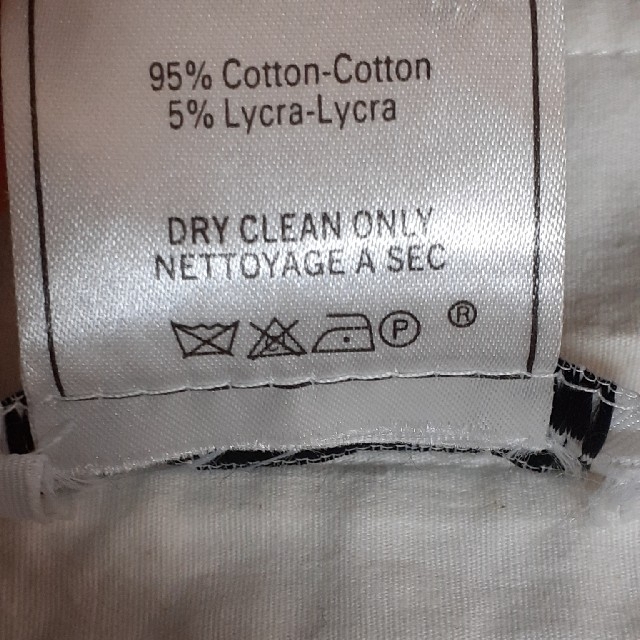 95% Cotton-Cotton
5% Lycra-Lycra
DRY CLEAN ONLY
NETTOYAGE A SEC
P ®